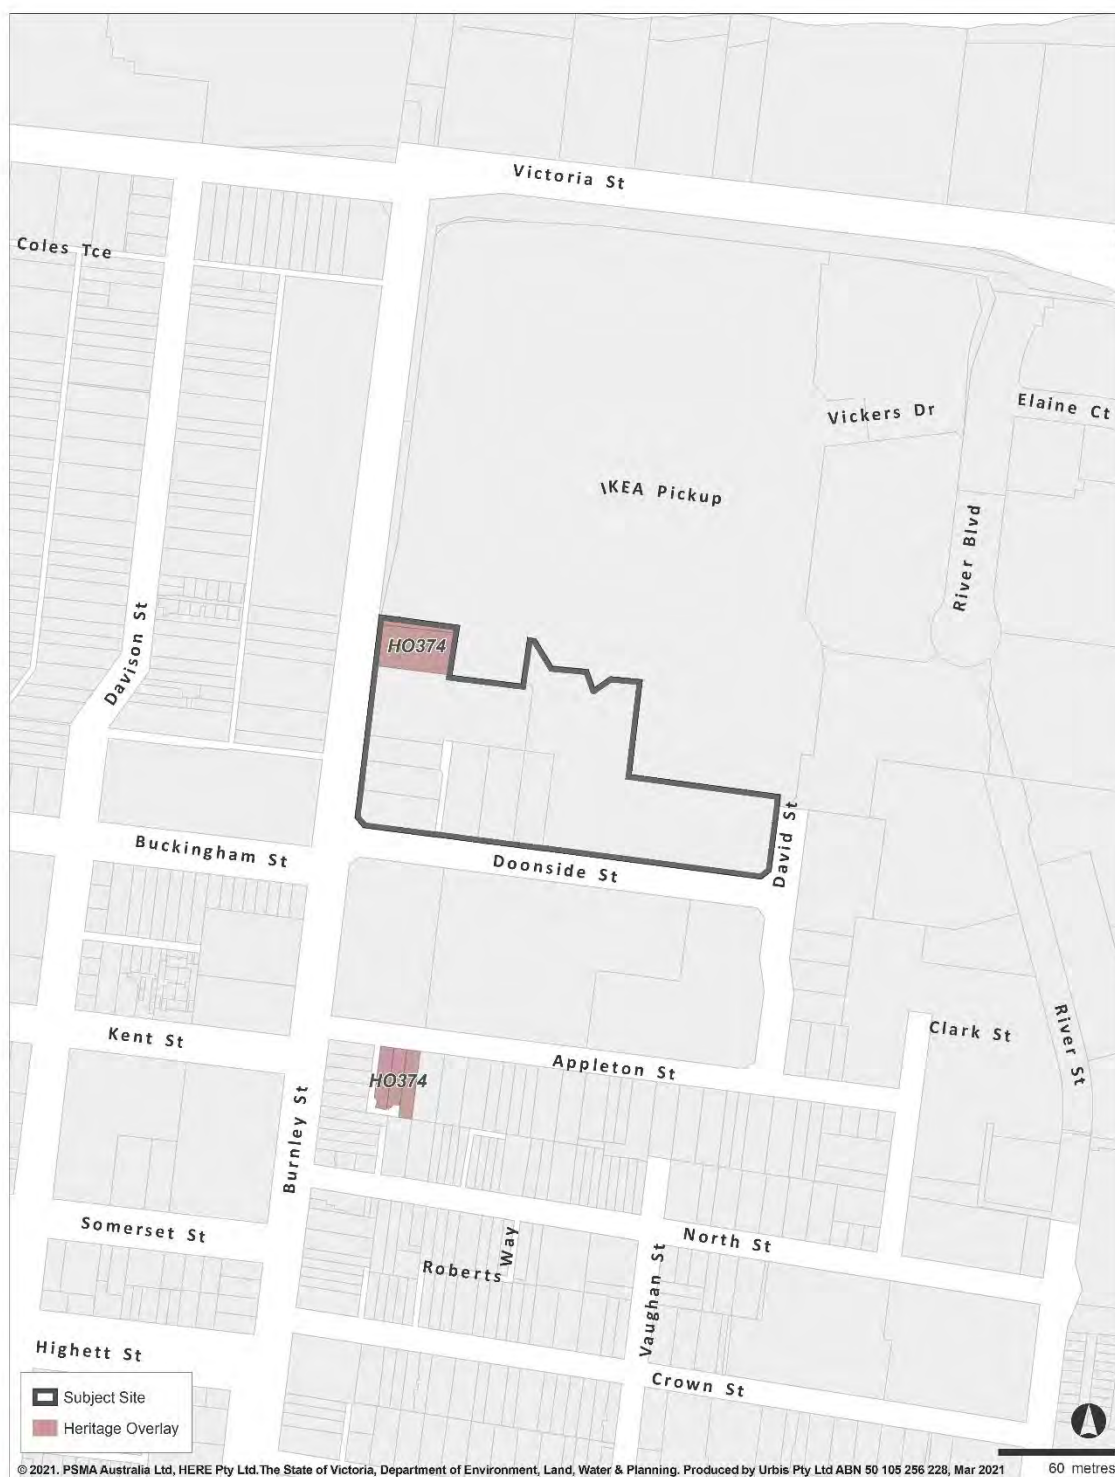 Victoria St
Coles Tce
Elaine Ct
Vickers Dr
IKEA Pickup
River Blvd
Davison St
HO374
David St
Buckingham St
Doonside St
River St
Clark St
Kent St
Appleton St
HO374
Burnley St
Somerset St
North St
Roberts Way
Vaughan St
Highett St
Crown St
Subject Site
Heritage Overlay
© 2021. PSMA Australia Ltd, HERE Pty Ltd.The State of Victoria, Department of Environment, Land, Water & Planning. Produced by Urbis Pty Ltd ABN 50 105 256 228, Mar 2021
60 metres